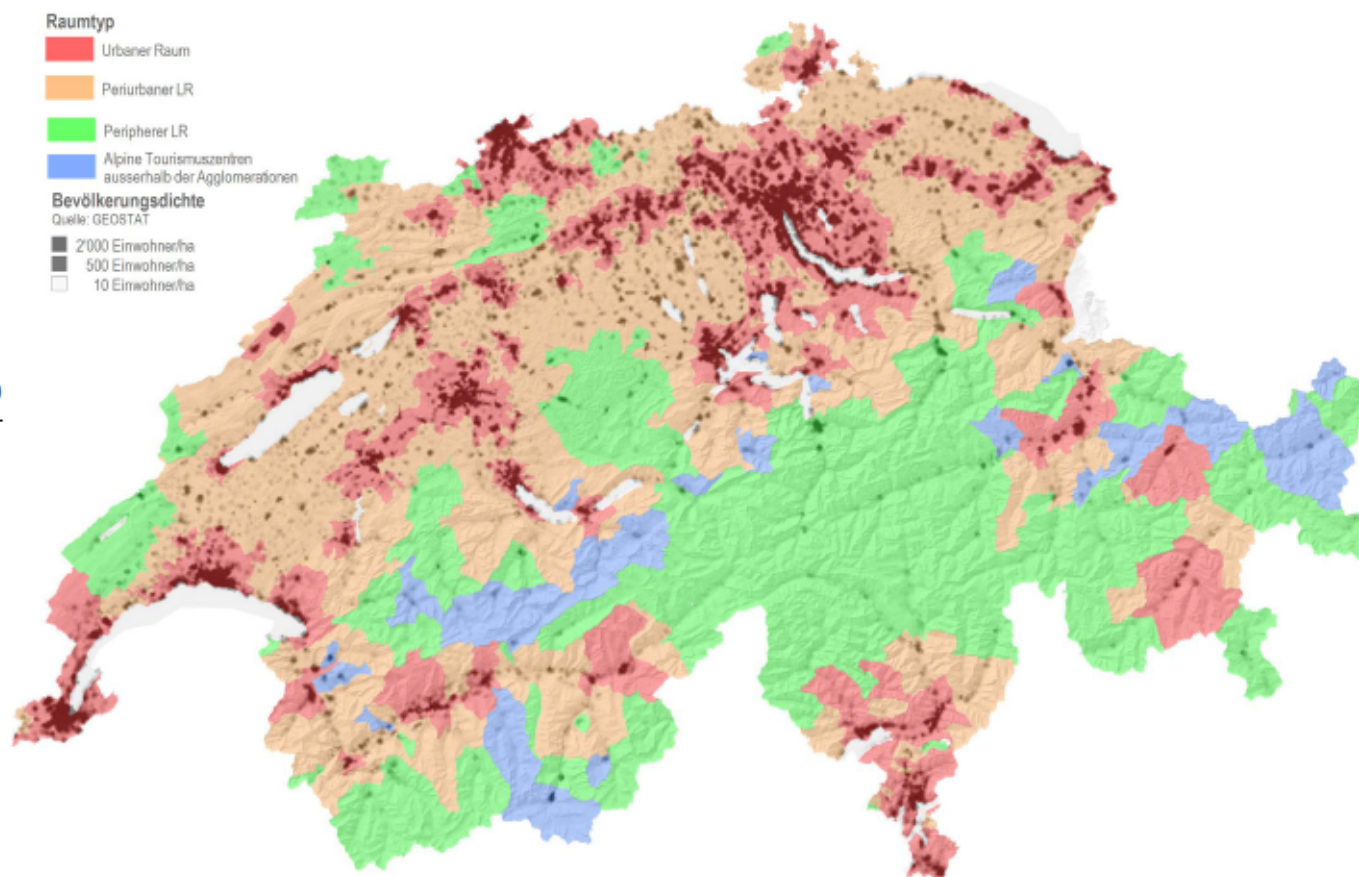 Raumtyp
Urbaner Raum
Periurbaner LR
Peripherer LR
Alpine Tourismuszentren
ausserhalb der Agglomerationen
Bevölkerungsdichte
Quelle: GEOSTAT
2'000 Einwohner/ha
500 Einwohner/ha
10 Einwohner/ha